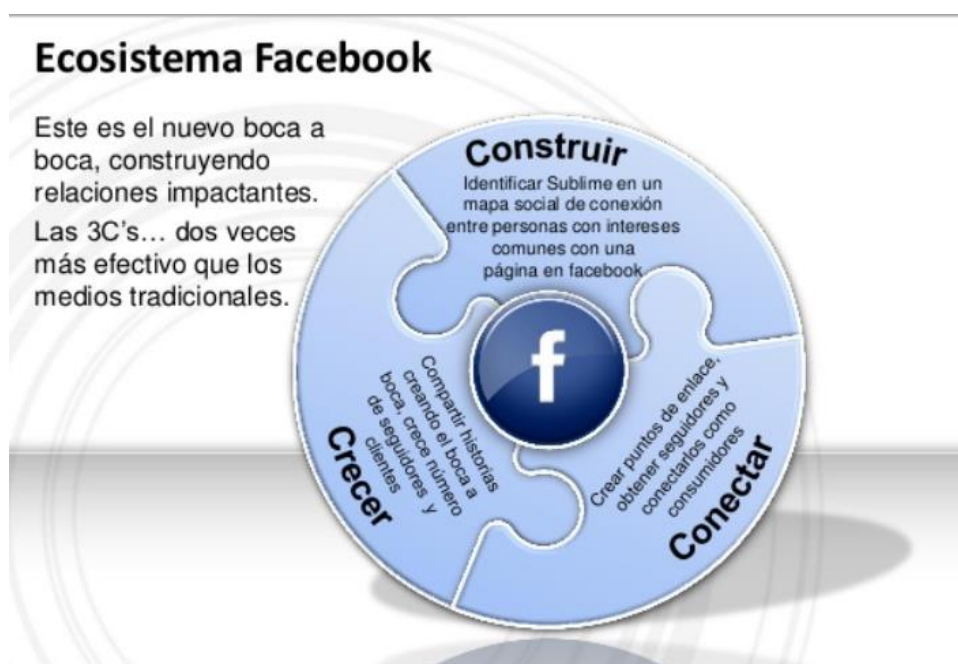 Ecosistema Facebook
Este es el nuevo boca a
boca, construyendo
relaciones impactantes.
Las 3C's... dos veces
más efectivo que los
medios tradicionales.
Construir
Identificar Sublime en un
mapa social de conexión
entre personas con intereses
comunes con una
página en facebook
f
Crear puntos de enlace,
obtener seguidores y
conectarlos como
consumidores
Conectar
Compartir historias
creando el boca a
boca, crece número
de seguidores y
clientes
Crecer